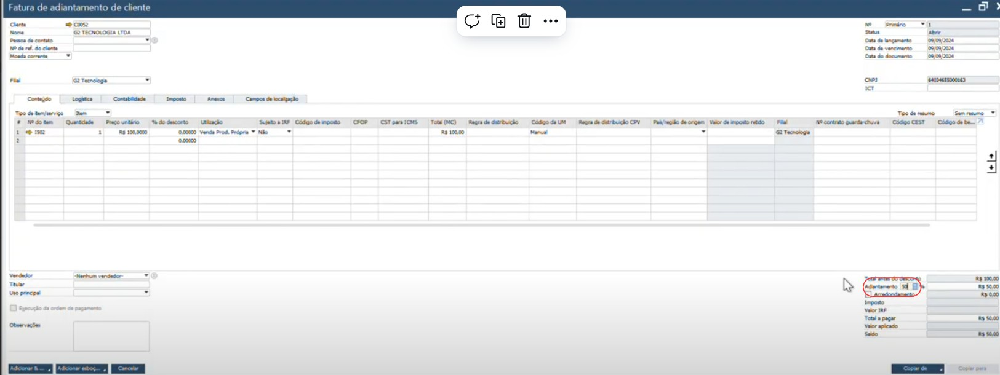 Fatura de adiantamento de cliente
Cliente C0052
Nome G2 TECNOLOGIA LTDA
Pessoa de contato
Nº de ref. do cliente
Moeda corrente
Filial G2 Tecnologia
Nº Primário 1
Status Abrir
Data de lançamento 09/09/2024
Data de vencimento 09/09/2024
Data do documento 09/09/2024
CNPJ 64034655000163
ICT
Conteúdo Logística Contabilidade Imposto Anexos Campos de localização
Tipo de item/serviço Item Tipo de resumo Sem resumo
# Nº do item Quantidade Preço unitário % do desconto Utilização Sujeito a IRF Código de imposto CFOP CST para ICMS Total (MC) Regra de distribuição Código da UM Regra de distribuição CPV País/região de origem Valor de imposto retido Filial Nº contrato guarda-chuva Código CEST Código de be...
1 IS02 1 R$ 100,0000 0,00000 Venda Prod. Própria Não R$ 100,00 Manual G2 Tecnologia
2 0,00000
Vendedor -Nenhum vendedor-
Titular
Uso principal
Execução da ordem de pagamento
Observações
Total antes do desconto R$ 100,00
Adiantamento 50 % R$ 50,00
Arredondamento R$ 0,00
Imposto
Valor IRF
Total a pagar R$ 50,00
Valor aplicado
Saldo R$ 50,00
Adicionar & ... Adicionar esboç... Cancelar Copiar de Copiar para